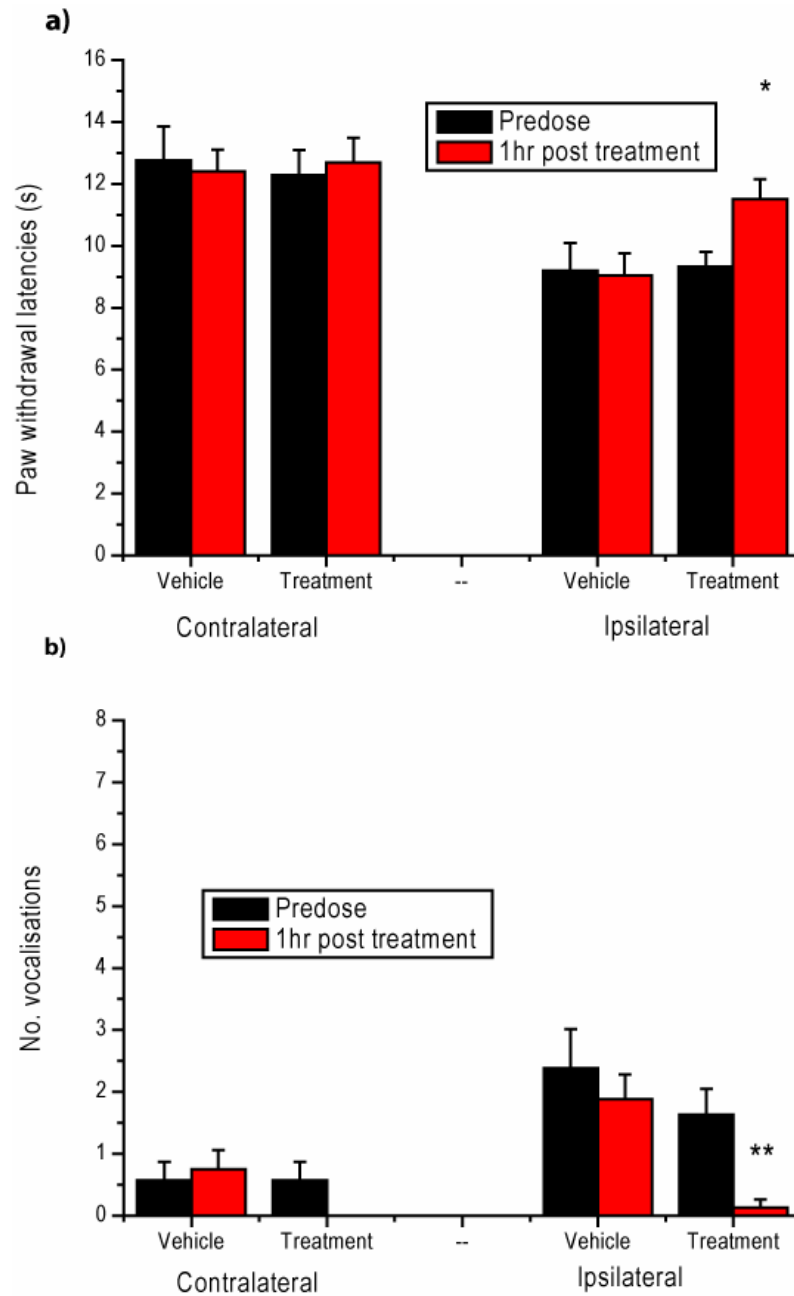 a)
16
14
12
10
8
6
4
2
0
Paw withdrawal latencies (s)
Predose
1hr post treatment
*
Vehicle Treatment -- Vehicle Treatment
Contralateral Ipsilateral
b)
8
7
6
5
4
3
2
1
0
No. vocalisations
Predose
1hr post treatment
**
Vehicle Treatment -- Vehicle Treatment
Contralateral Ipsilateral